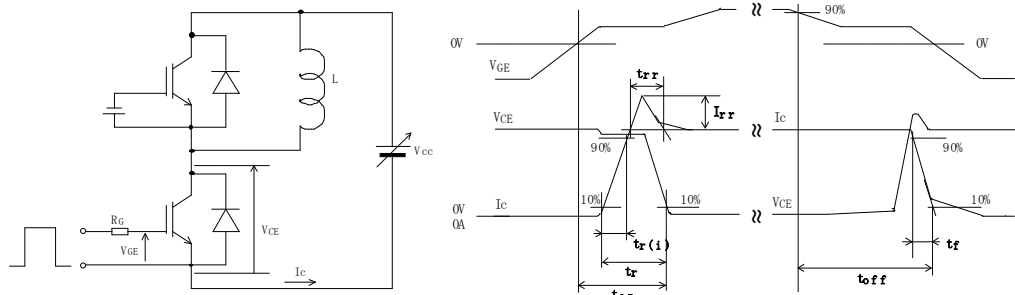 L
Vcc
RG
VGE
VCE
Ic
0V
VGE
trr
Irr
VCE
90%
0V
0A
Ic
10%
10%
tr(i)
tr
90%
0V
Ic
90%
VCE
10%
tf
toff